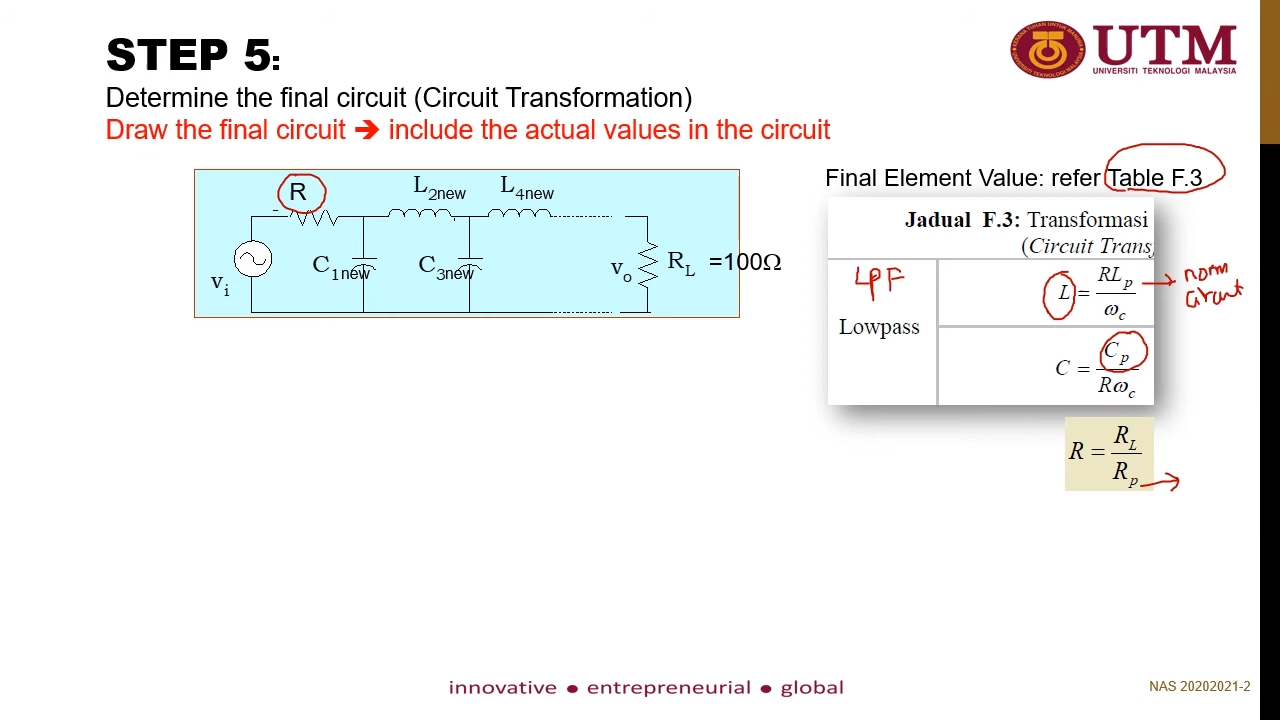 STEP 5:
UTM
UNIVERSITI TEKNOLOGI MALAYSIA
Determine the final circuit (Circuit Transformation)
Draw the final circuit ➔ include the actual values in the circuit
R
L2new
L4new
C1new
C3new
vi
vo
RL =100Ω
Final Element Value: refer Table F.3
Jadual F.3: Transformasi
(Circuit Trans
LPF
Lowpass
L = RLp / ωc
norm
circuit
C = Cp / Rωc
R = RL / Rp
innovative ● entrepreneurial ● global
NAS 20202021-2